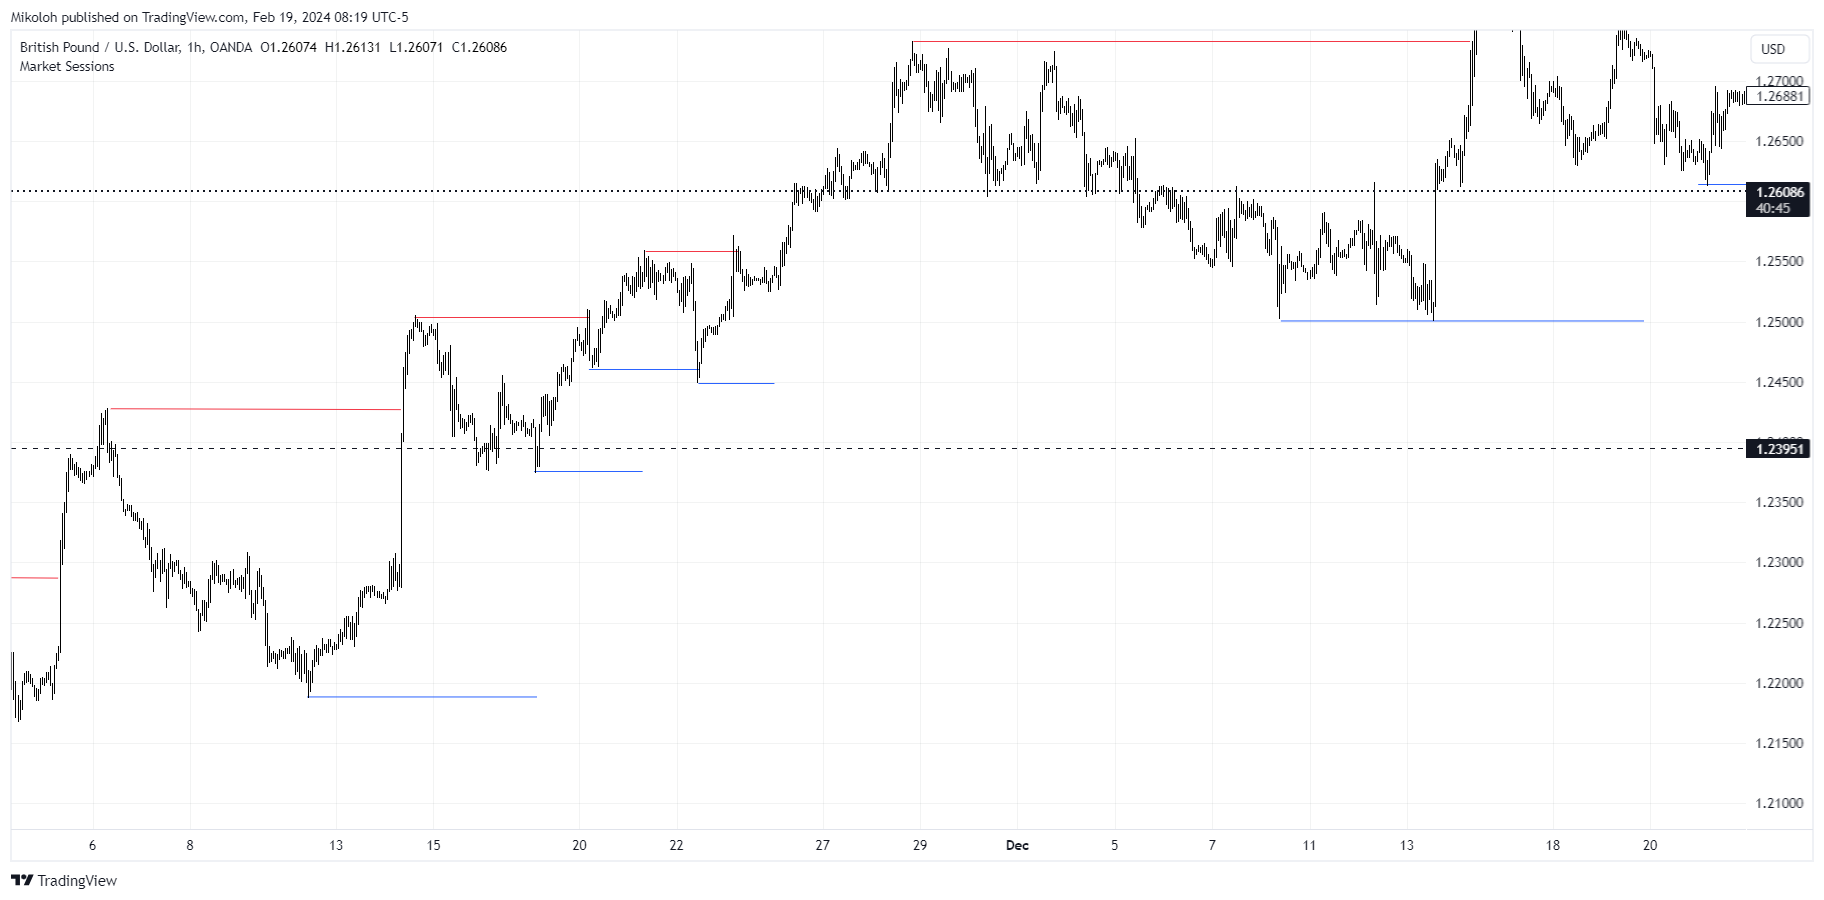 Mikoloh published on TradingView.com, Feb 19, 2024 08:19 UTC-5
British Pound / U.S. Dollar, 1h, OANDA O1.26074 H1.26131 L1.26071 C1.26086
Market Sessions
USD
1.27000
1.26881
1.26500
1.26086
40:45
1.25500
1.25000
1.24500
1.23951
1.23500
1.23000
1.22500
1.22000
1.21500
1.21000
6 8 13 15 20 22 27 29 Dec 5 7 11 13 18 20
TradingView